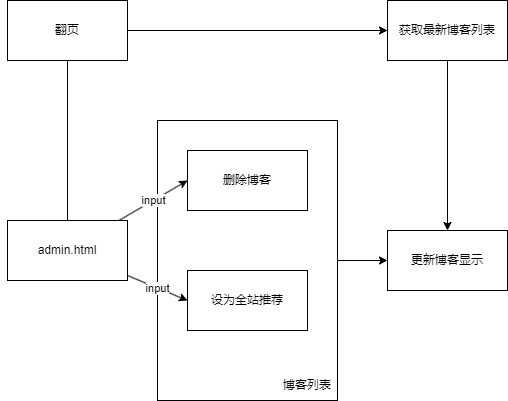 翻页
获取最新博客列表
删除博客
input
admin.html
更新博客显示
input
设为全站推荐
博客列表